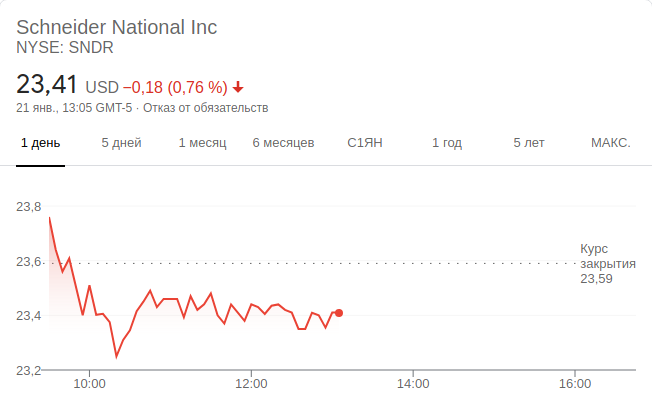 Schneider National Inc
NYSE: SNDR
23,41 USD −0,18 (0,76 %)
21 янв., 13:05 GMT-5 · Отказ от обязательств
1 день 5 дней 1 месяц 6 месяцев С1ЯН 1 год 5 лет МАКС.
23,8
23,6
23,4
23,2
Курс
закрытия
23,59
10:00 12:00 14:00 16:00